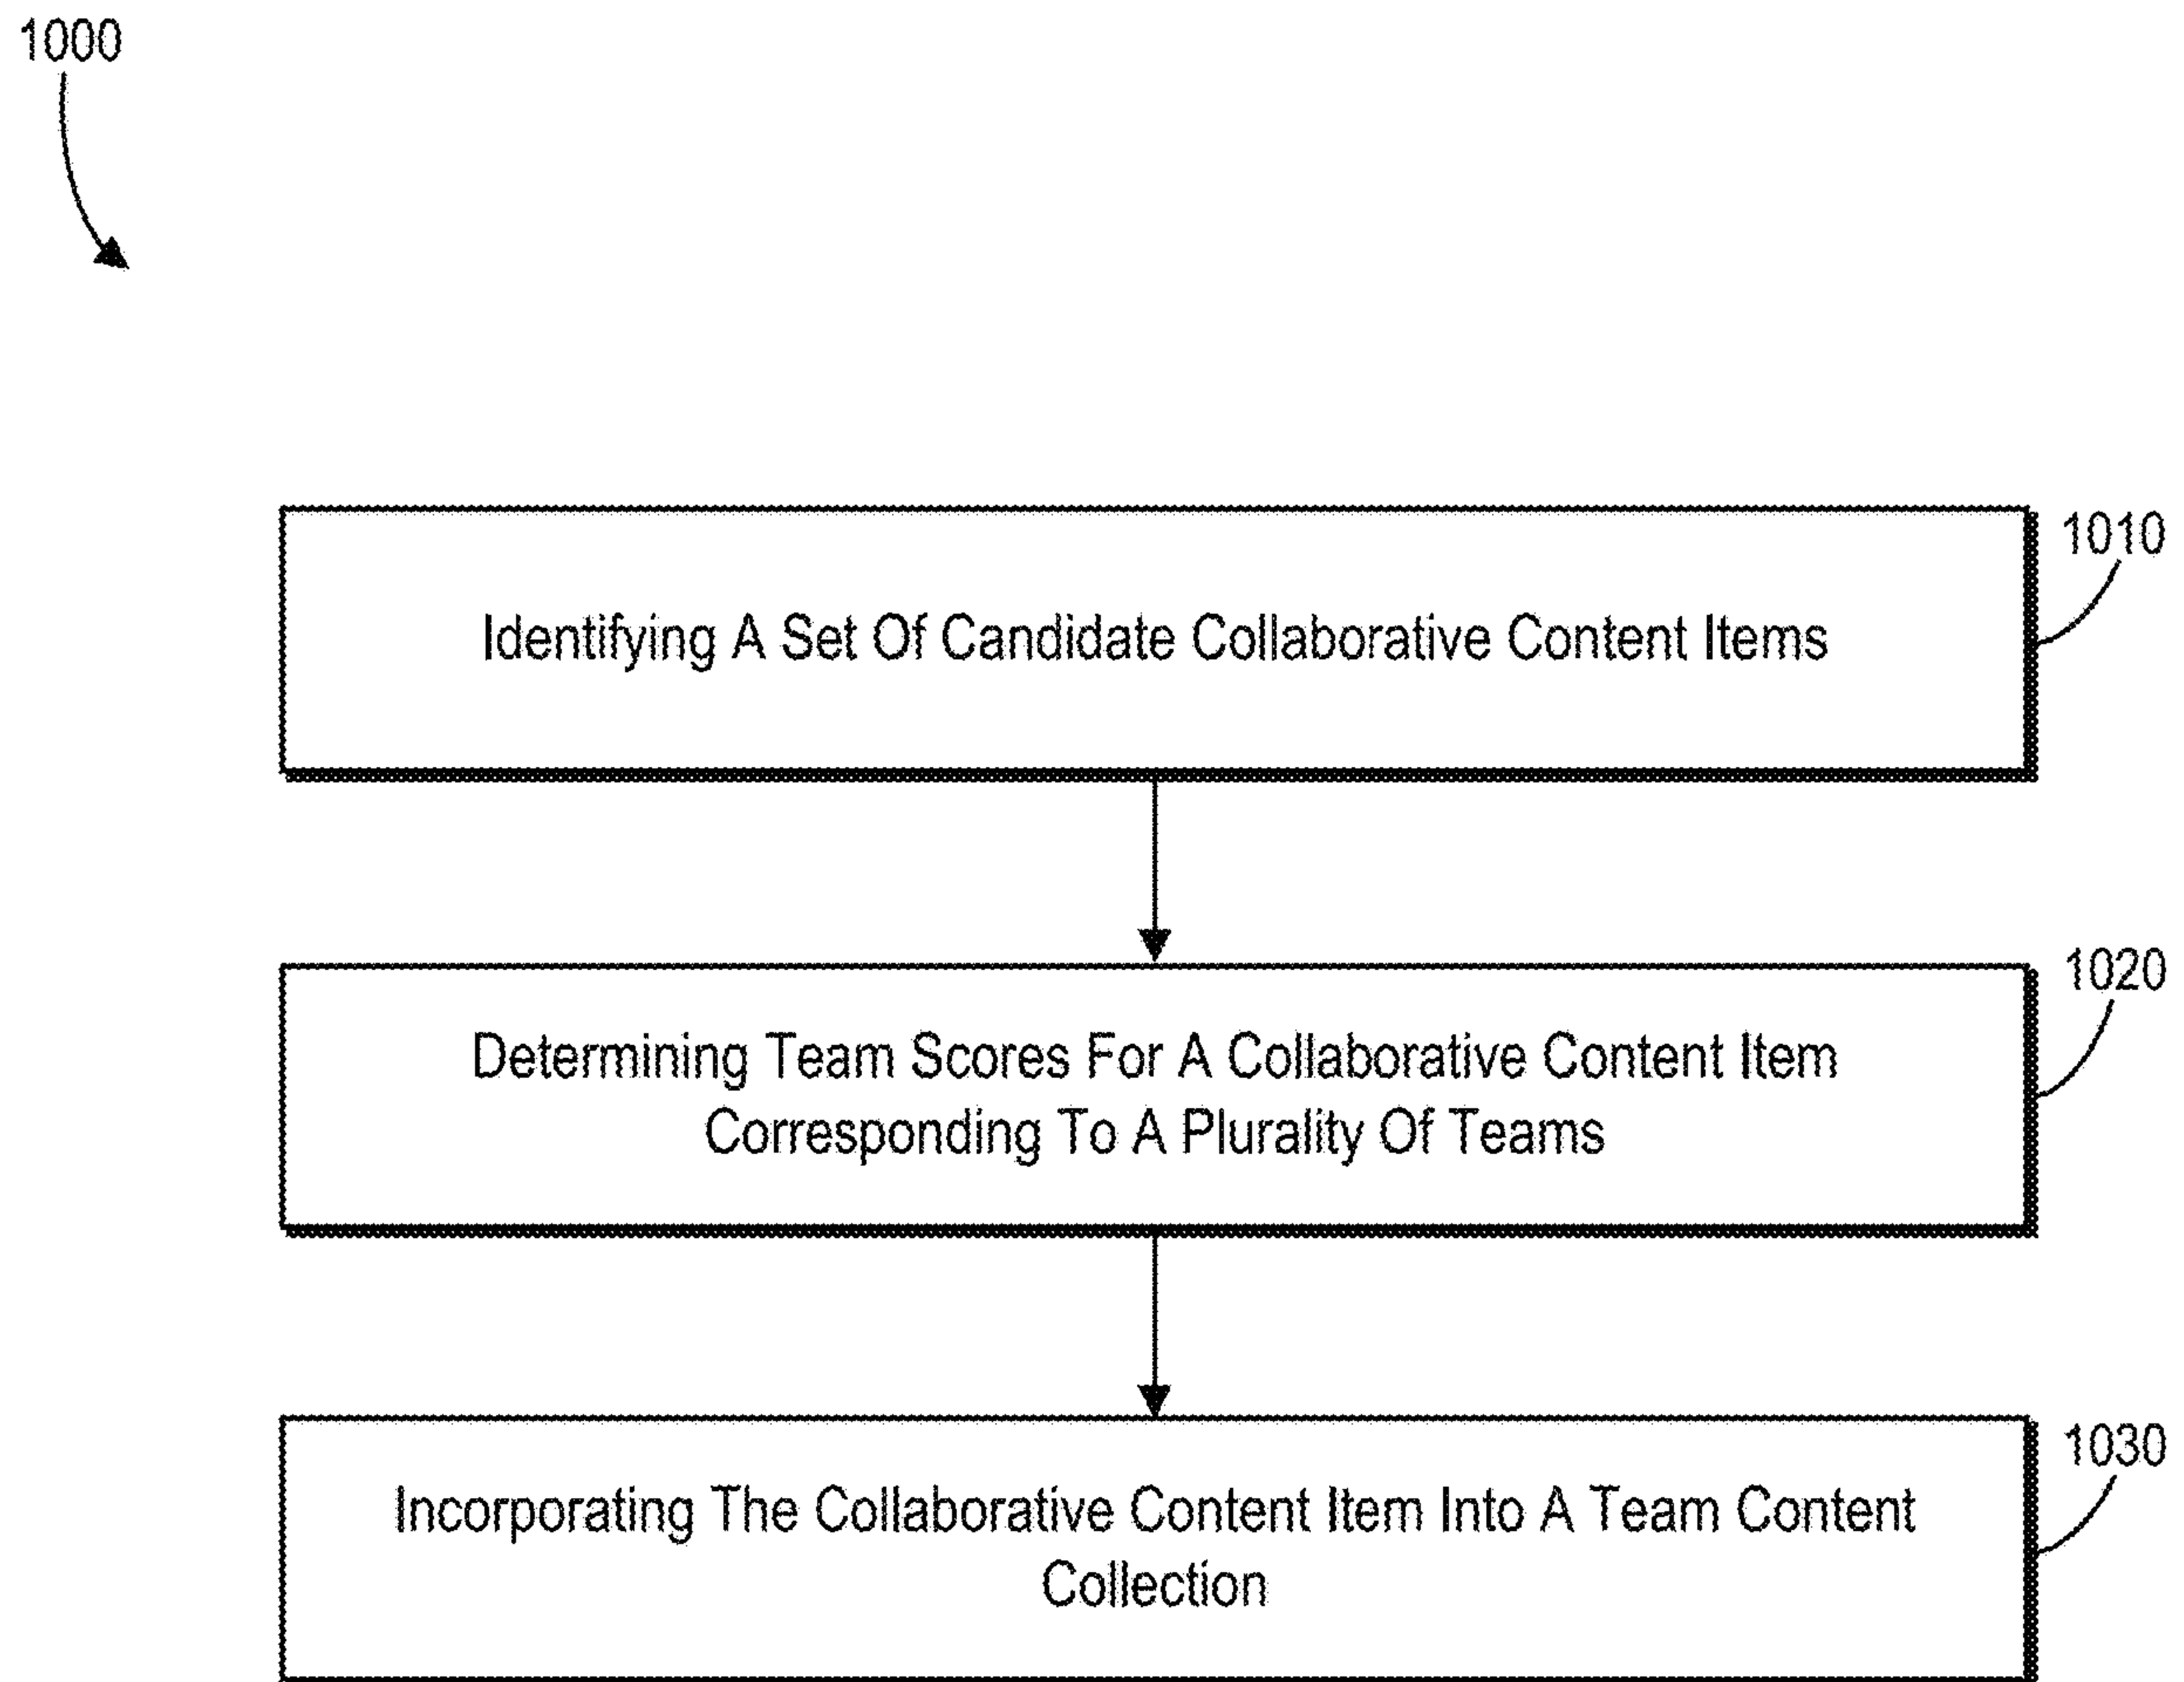 1000
1010
Identifying A Set Of Candidate Collaborative Content Items
1020
Determining Team Scores For A Collaborative Content Item
Corresponding To A Plurality Of Teams
1030
Incorporating The Collaborative Content Item Into A Team Content
Collection